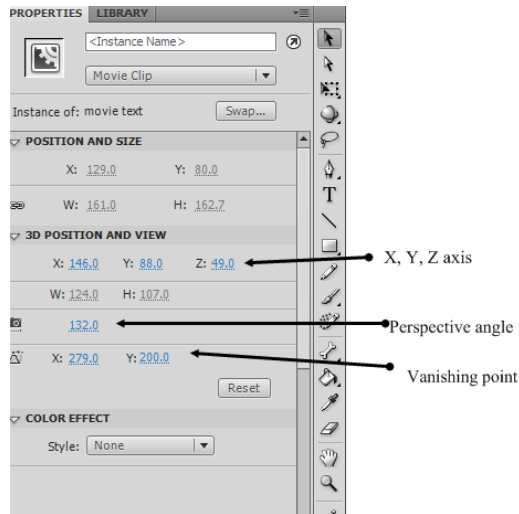 PROPERTIES LIBRARY
<Instance Name>
Movie Clip
Instance of: movie text Swap...
POSITION AND SIZE
X: 129.0 Y: 80.0
W: 161.0 H: 162.7
3D POSITION AND VIEW
X: 146.0 Y: 88.0 Z: 49.0
X, Y, Z axis
W: 124.0 H: 107.0
132.0
Perspective angle
X: 279.0 Y: 200.0
Vanishing point
Reset
COLOR EFFECT
Style: None
T